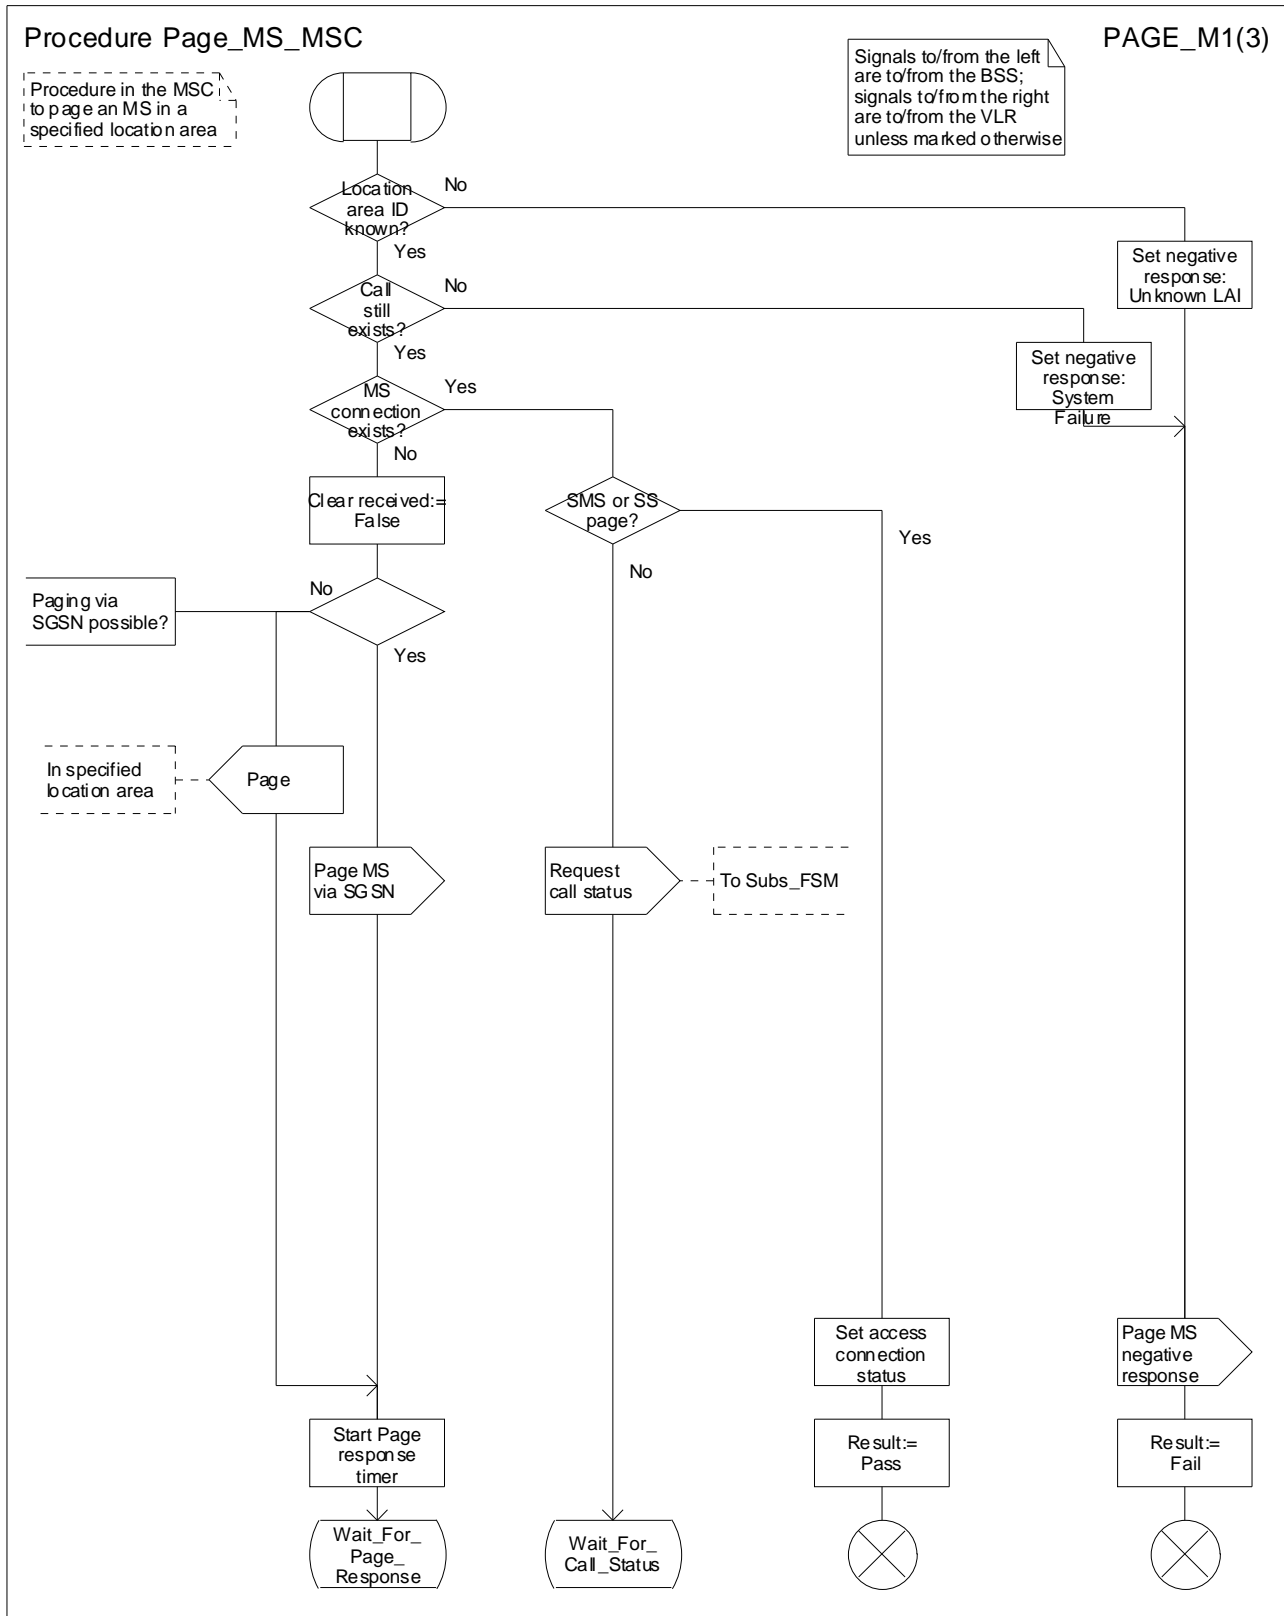 Procedure Page_MS_MSC
PAGE_M1(3)
Procedure in the MSC
to page an MS in a
specified location area
Signals to/from the left
are to/from the BSS;
signals to/from the right
are to/from the VLR
unless marked otherwise
Location
area ID
known?
No
Yes
Set negative
response:
Unknown LAI
Call
still
exists?
No
Yes
Set negative
response:
System
Failure
MS
connection
exists?
Yes
No
Clear received:=
False
SMS or SS
page?
Yes
No
Paging via
SGSN possible?
No
Yes
In specified
location area
Page
Page MS
via SGSN
Request
call status
To Subs_FSM
Set access
connection
status
Page MS
negative
response
Start Page
response
timer
Result:=
Pass
Result:=
Fail
Wait_For_
Page_
Response
Wait_For_
Call_Status